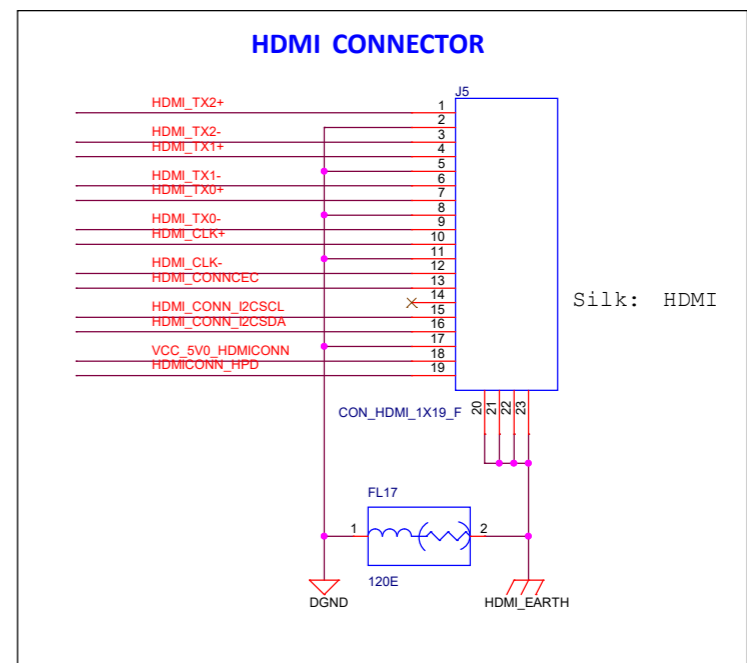 HDMI CONNECTOR
J5
HDMI_TX2+ 1
2
HDMI_TX2- 3
HDMI_TX1+ 4
5
HDMI_TX1- 6
HDMI_TX0+ 7
8
HDMI_TX0- 9
HDMI_CLK+ 10
11
HDMI_CLK- 12
HDMI_CONNCEC 13
14
Silk: HDMI
HDMI_CONN_I2CSCL 15
HDMI_CONN_I2CSDA 16
17
VCC_5V0_HDMICONN 18
HDMICONN_HPD 19
CON_HDMI_1X19_F 20 21 22 23
FL17
1 2
120E
DGND HDMI_EARTH